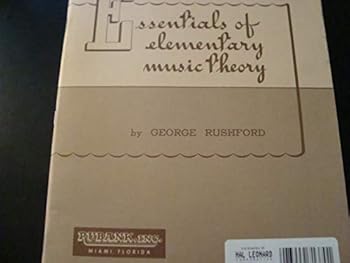 Essentials of
elementary
music theory
by GEORGE RUSHFORD
RUBANK, INC.
MIAMI, FLORIDA
HAL LEONARD